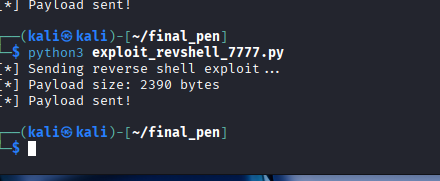 [*] Payload sent!
┌──(kali㉿kali)-[~/final_pen]
└─$ python3 exploit_revshell_7777.py
[*] Sending reverse shell exploit...
[*] Payload size: 2390 bytes
[*] Payload sent!
┌──(kali㉿kali)-[~/final_pen]
└─$